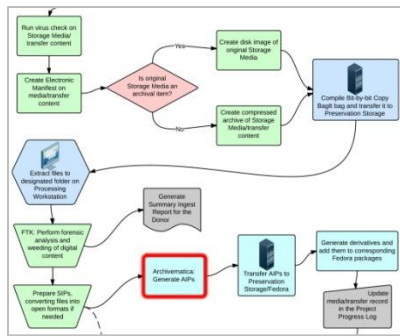 Run virus check on
Storage Media/
transfer content
Create Electronic
Manifest on
media/transfer
content
Is original
Storage Media an
archival item?
Yes
No
Create disk image of
original Storage
Media
Create compressed
archive of Storage
Media/transfer
content
Compile Bit-by-bit Copy
BagIt bag and transfer it to
Preservation Storage
Extract files to
designated folder on
Processing
Workstation
Generate
Summary Ingest
Report for the
Donor
FTK: Perform forensic
analysis and
weeding of digital
content
Prepare SIPs,
converting files into
open formats if
needed
Archivematica:
Generate AIPs
Transfer AIPs to
Preservation
Storage/Fedora
Generate derivatives and
add them to corresponding
Fedora packages
Update
media/transfer record
in the Project
Progress Log